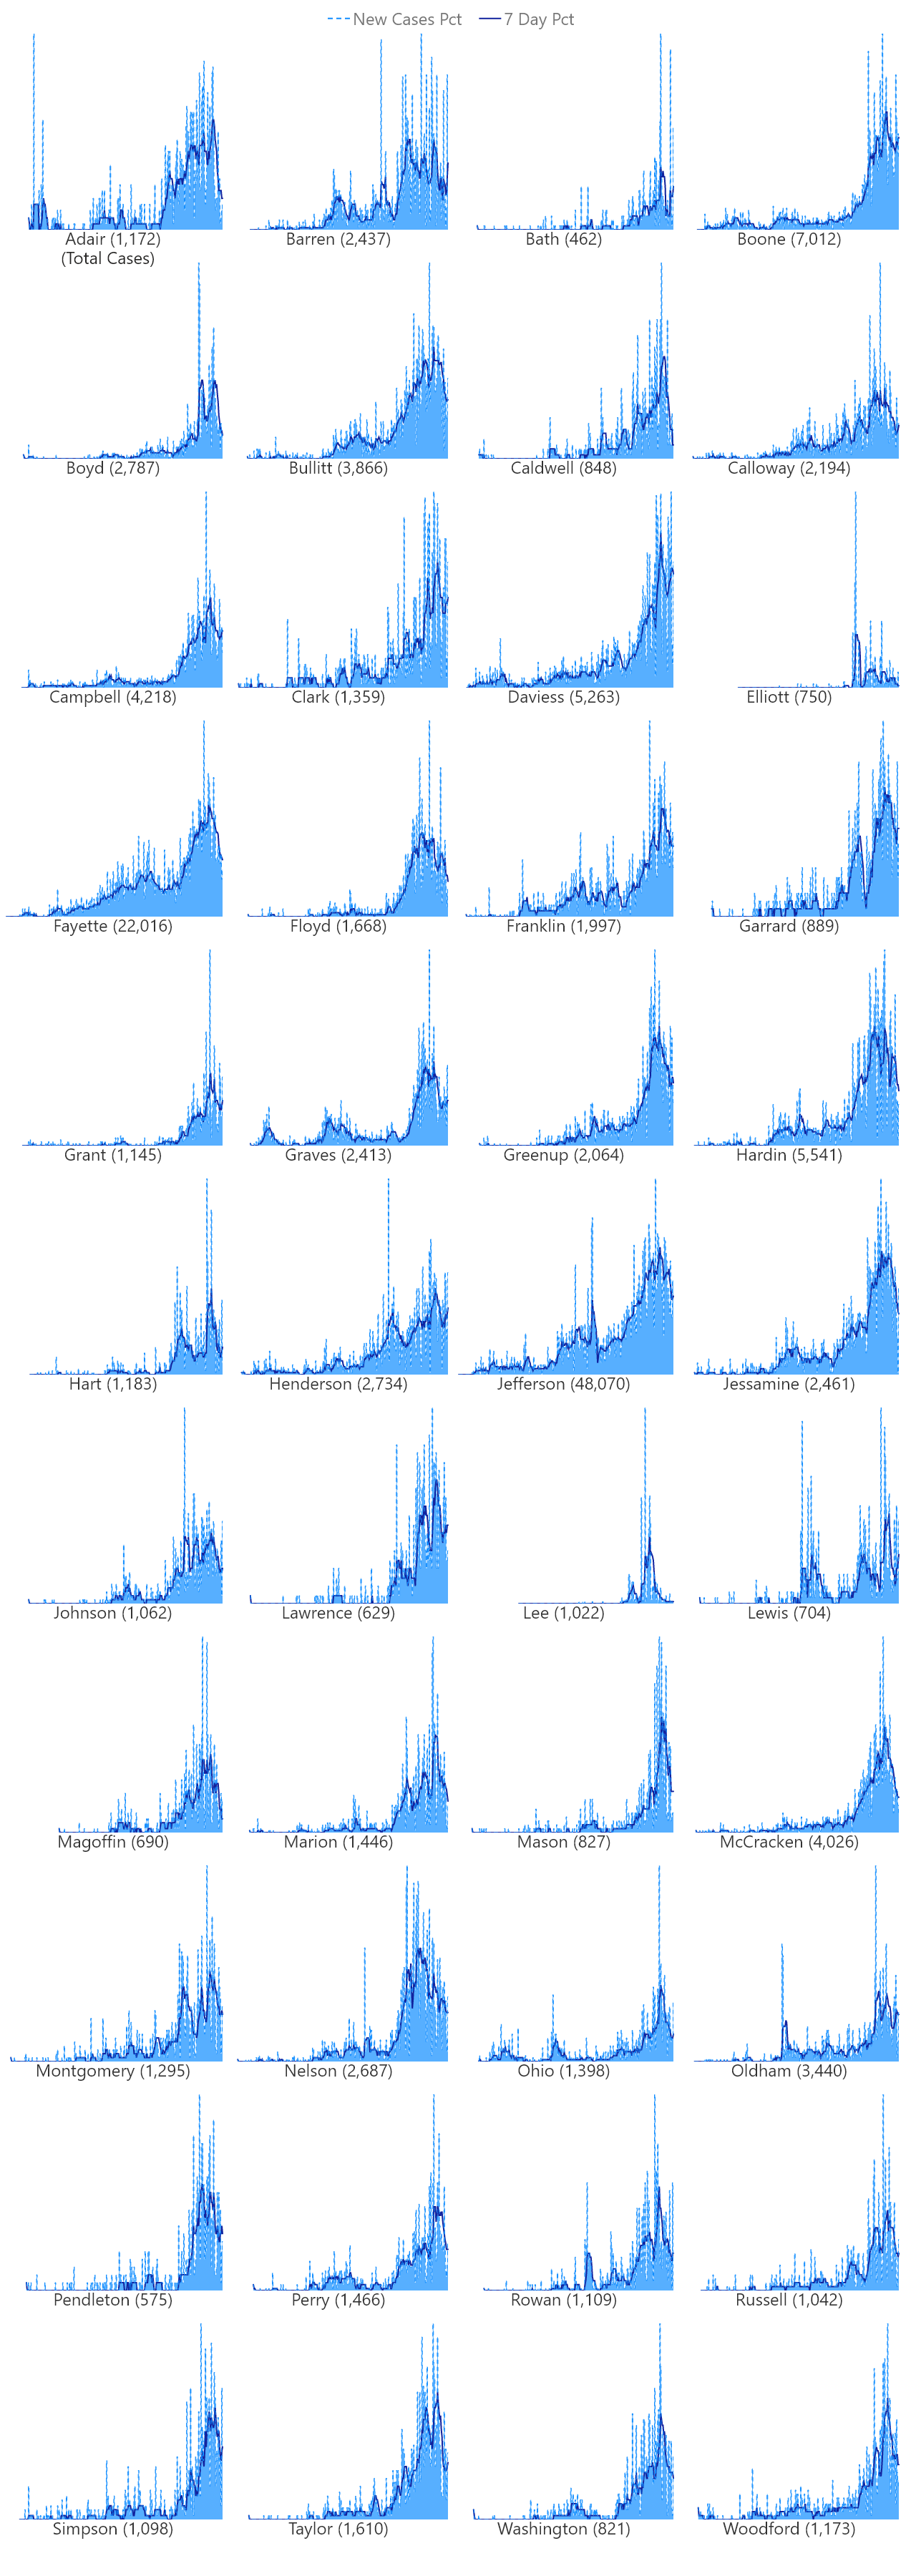 New Cases Pct 7 Day Pct
Adair (1,172) Barren (2,437) Bath (462) Boone (7,012)
(Total Cases)
Boyd (2,787) Bullitt (3,866) Caldwell (848) Calloway (2,194)
Campbell (4,218) Clark (1,359) Daviess (5,263) Elliott (750)
Fayette (22,016) Floyd (1,668) Franklin (1,997) Garrard (889)
Grant (1,145) Graves (2,413) Greenup (2,064) Hardin (5,541)
Hart (1,183) Henderson (2,734) Jefferson (48,070) Jessamine (2,461)
Johnson (1,062) Lawrence (629) Lee (1,022) Lewis (704)
Magoffin (690) Marion (1,446) Mason (827) McCracken (4,026)
Montgomery (1,295) Nelson (2,687) Ohio (1,398) Oldham (3,440)
Pendleton (575) Perry (1,466) Rowan (1,109) Russell (1,042)
Simpson (1,098) Taylor (1,610) Washington (821) Woodford (1,173)